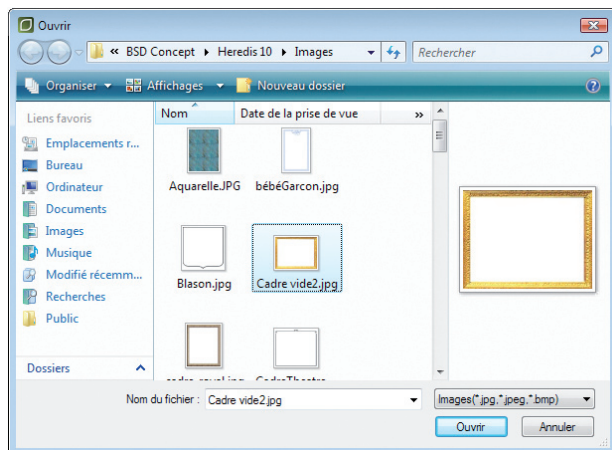 Ouvrir
« BSD Concept Heredis 10 Images
Rechercher
Organiser Affichages Nouveau dossier
Liens favoris
Emplacements r...
Bureau
Ordinateur
Documents
Images
Musique
Modifié récemm...
Recherches
Public
Dossiers
Nom Date de la prise de vue »
Aquarelle.JPG bébéGarcon.jpg
Blason.jpg Cadre vide2.jpg
Nom du fichier : Cadre vide2.jpg
Images(*.jpg,*.jpeg,*.bmp)
Ouvrir Annuler